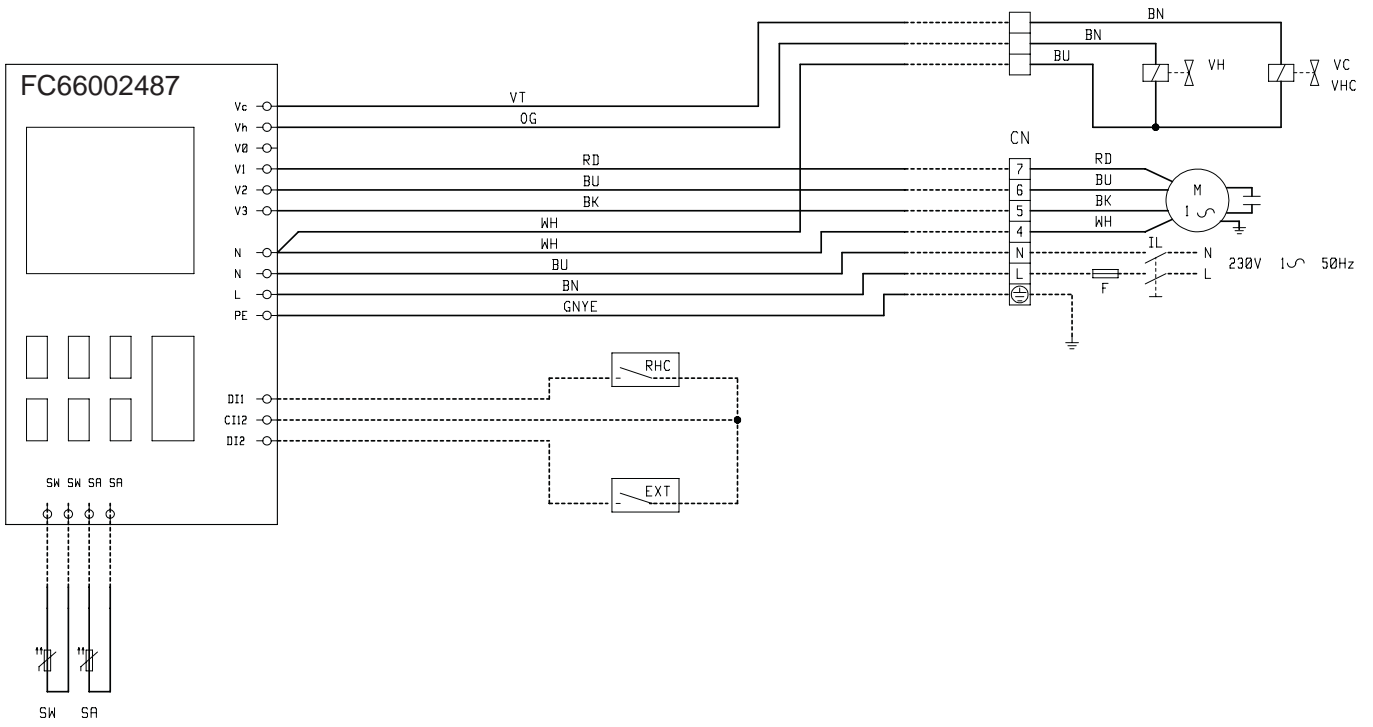 BN
BN
BU
VH
VC
VHC
FC66002487
Vc
VT
Vh
OG
V0
CN
V1
RD
7
RD
V2
BU
6
BU
V3
BK
5
BK
M
1
WH
4
WH
N
WH
N
IL
N
N
BU
L
F
L
230V 1 50Hz
L
BN
PE
GNYE
RHC
DI1
CI12
DI2
EXT
SW SW SA SA
SW SA